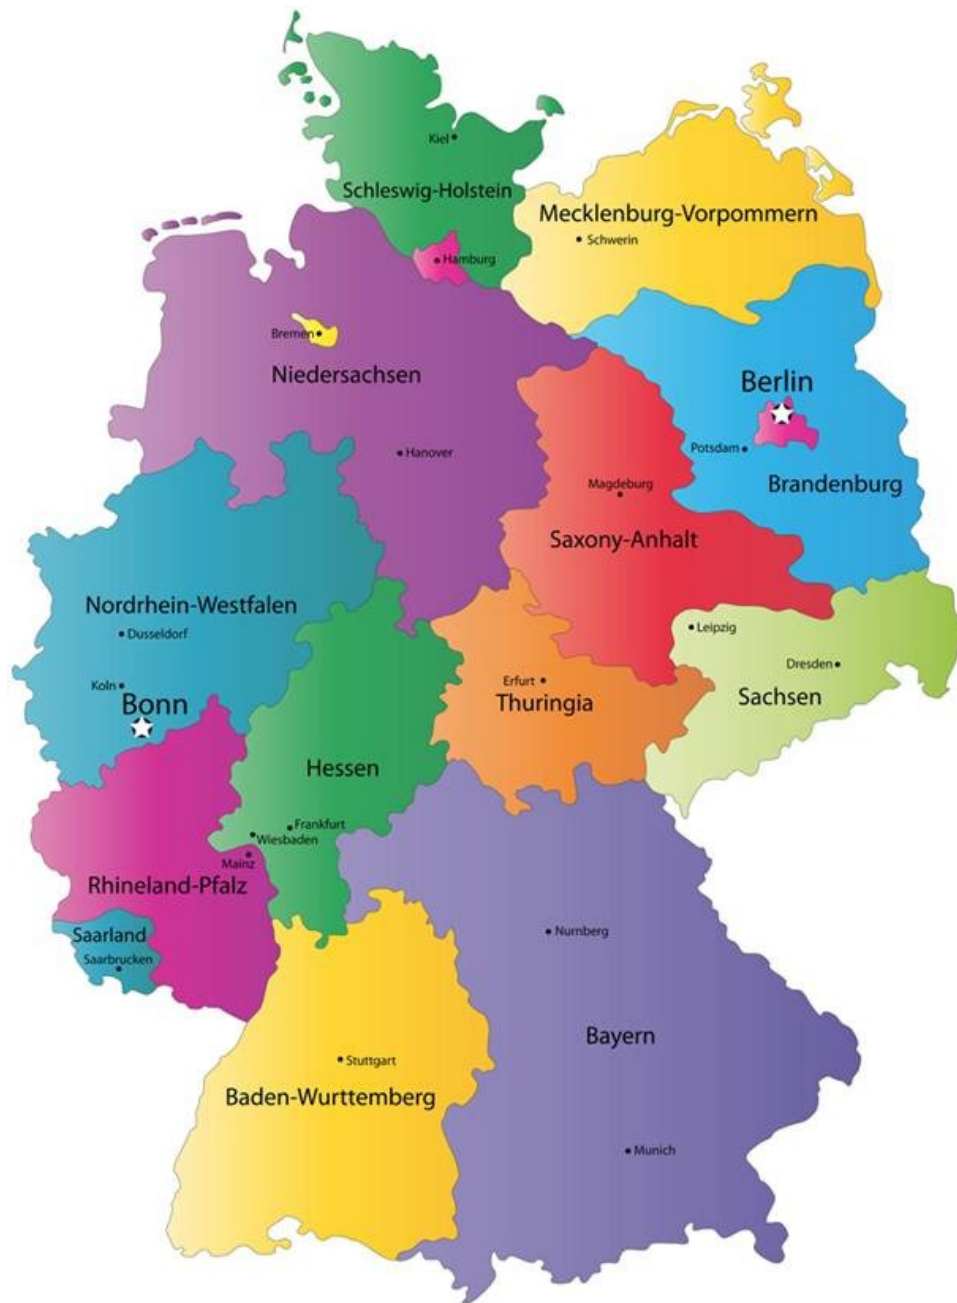 Kiel
Schleswig-Holstein
Mecklenburg-Vorpommern
Schwerin
Hamburg
Bremen
Niedersachsen
Berlin
Hanover
Potsdam
Brandenburg
Magdeburg
Saxony-Anhalt
Nordrhein-Westfalen
Dusseldorf
Leipzig
Dresden
Koln
Erfurt
Bonn
Thuringia
Sachsen
Hessen
Frankfurt
Wiesbaden
Mainz
Rhineland-Pfalz
Saarland
Saarbrucken
Nurnberg
Bayern
Stuttgart
Baden-Wurttemberg
Munich